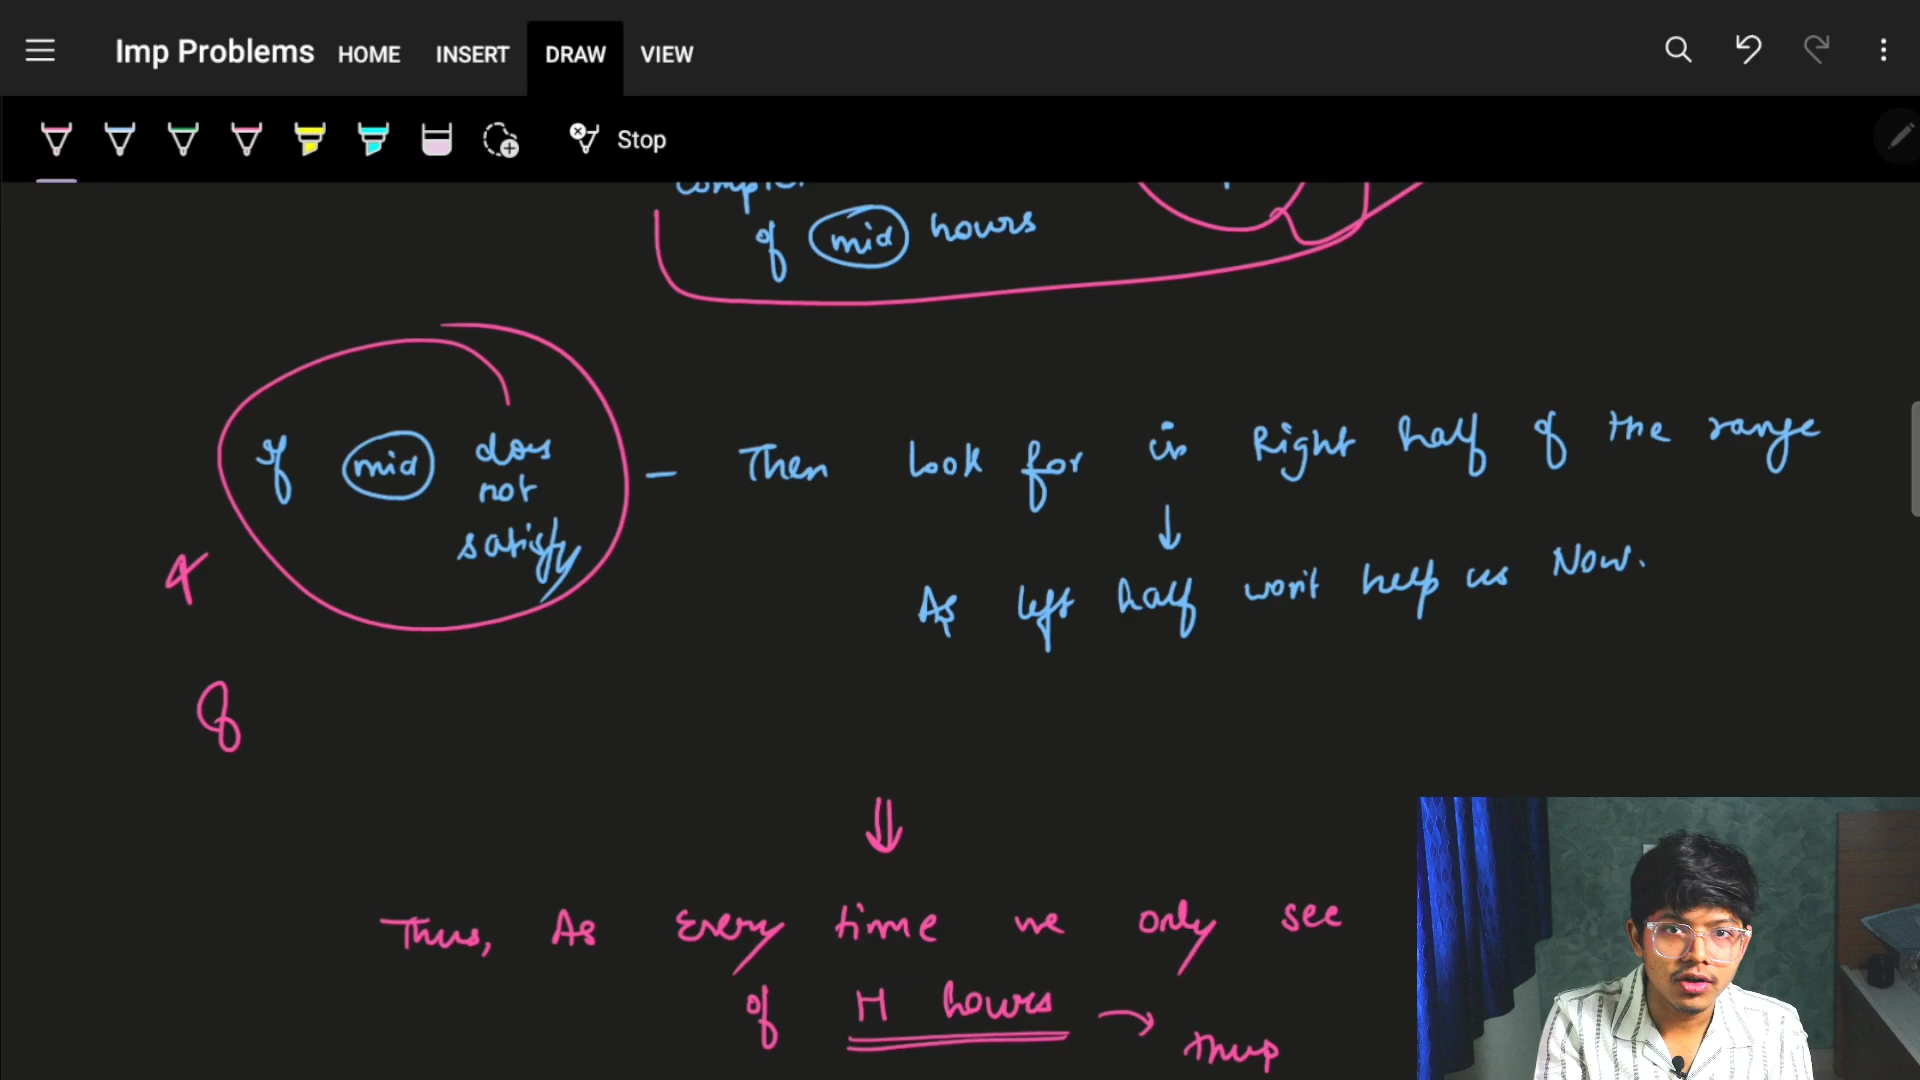 Imp Problems HOME INSERT DRAW VIEW
Stop
of mid hours
If mid does not satisfy - Then look for in Right half of the range
As left half won't help us Now.
4
8
Thus, As Every time we only see
if H hours → thus